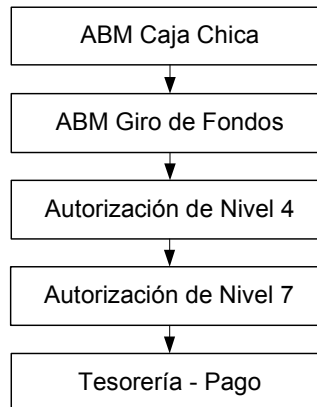 ABM Caja Chica
ABM Giro de Fondos
Autorización de Nivel 4
Autorización de Nivel 7
Tesorería - Pago